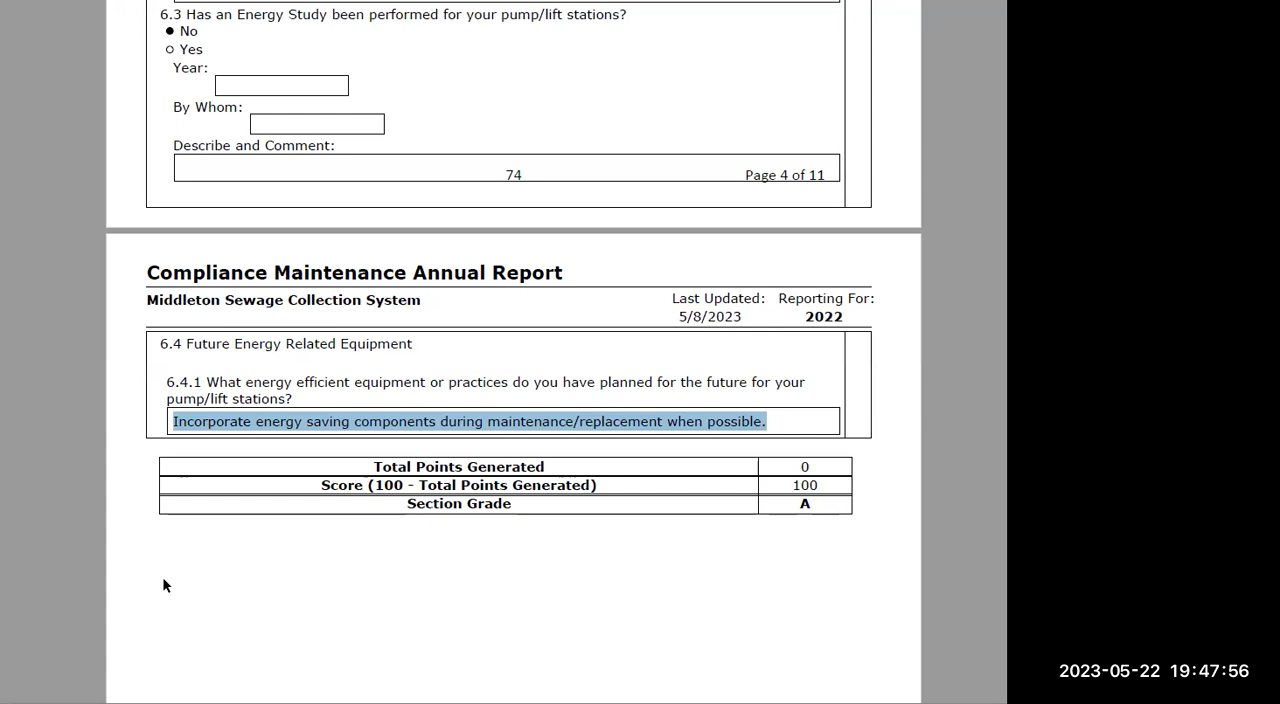 6.3 Has an Energy Study been performed for your pump/lift stations?
No
Yes
Year:
By Whom:
Describe and Comment:
74 Page 4 of 11
Compliance Maintenance Annual Report
Middleton Sewage Collection System
Last Updated: Reporting For:
5/8/2023 2022
6.4 Future Energy Related Equipment
6.4.1 What energy efficient equipment or practices do you have planned for the future for your
pump/lift stations?
Incorporate energy saving components during maintenance/replacement when possible.
Total Points Generated 0
Score (100 - Total Points Generated) 100
Section Grade A
2023-05-22 19:47:56